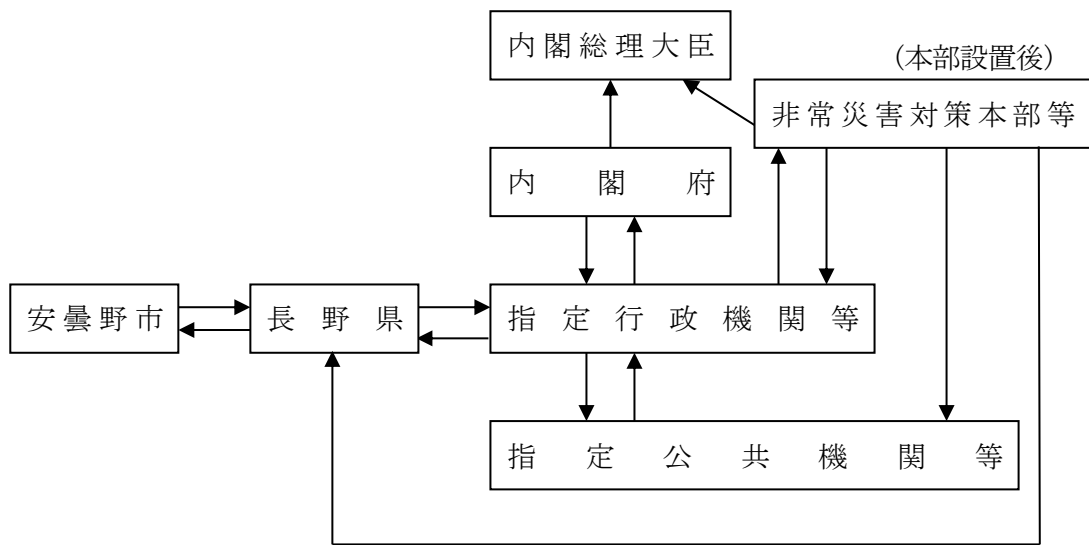 内閣総理大臣
（本部設置後）
非常災害対策本部等
内閣府
安曇野市
長野県
指定行政機関等
指定公共機関等